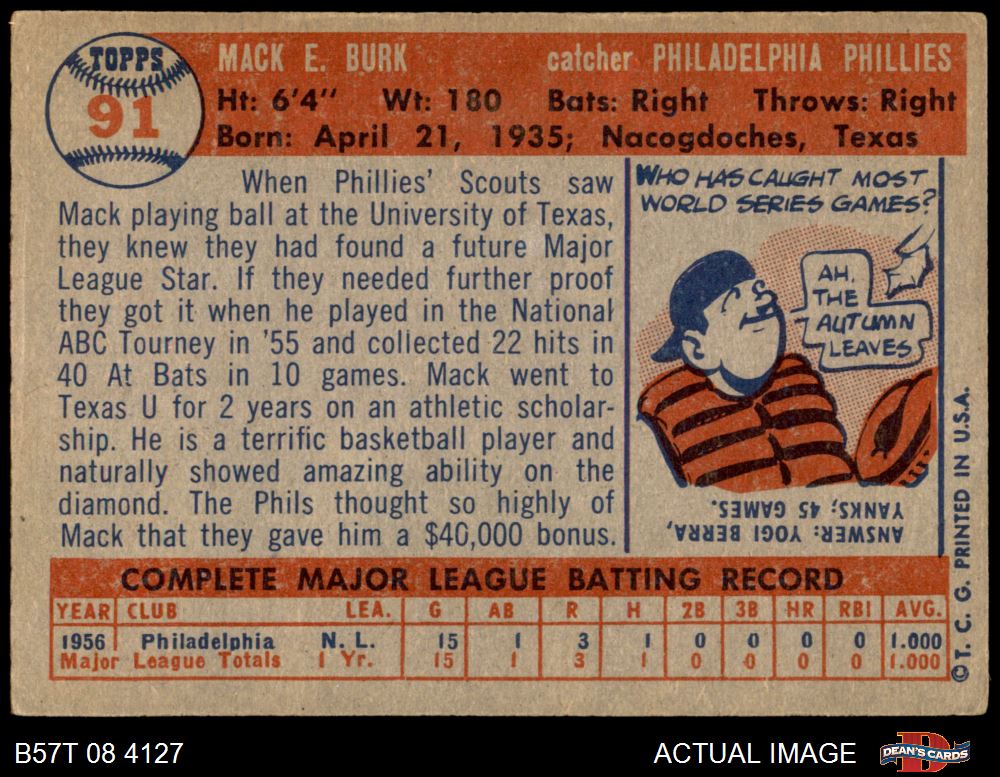 TOPPS
91
MACK E. BURK catcher PHILADELPHIA PHILLIES
Ht: 6'4'' Wt: 180 Bats: Right Throws: Right
Born: April 21, 1935; Nacogdoches, Texas
When Phillies' Scouts saw
Mack playing ball at the University of Texas,
they knew they had found a future Major
League Star. If they needed further proof
they got it when he played in the National
ABC Tourney in '55 and collected 22 hits in
40 At Bats in 10 games. Mack went to
Texas U for 2 years on an athletic scholar-
ship. He is a terrific basketball player and
naturally showed amazing ability on the
diamond. The Phils thought so highly of
Mack that they gave him a $40,000 bonus.
WHO HAS CAUGHT MOST
WORLD SERIES GAMES?
AH,
THE
AUTUMN
LEAVES
ANSWER: YOGI BERRA,
YANKS; 45 GAMES.
COMPLETE MAJOR LEAGUE BATTING RECORD
YEAR CLUB LEA. G AB R H 2B 3B HR RBI AVG.
1956 Philadelphia N. L. 15 1 3 1 0 0 0 0 1.000
Major League Totals 1 Yr. 15 1 3 1 0 0 0 0 1.000
©T. C. G. PRINTED IN U.S.A.
B57T 08 4127
ACTUAL IMAGE
DEAN'S CARDS